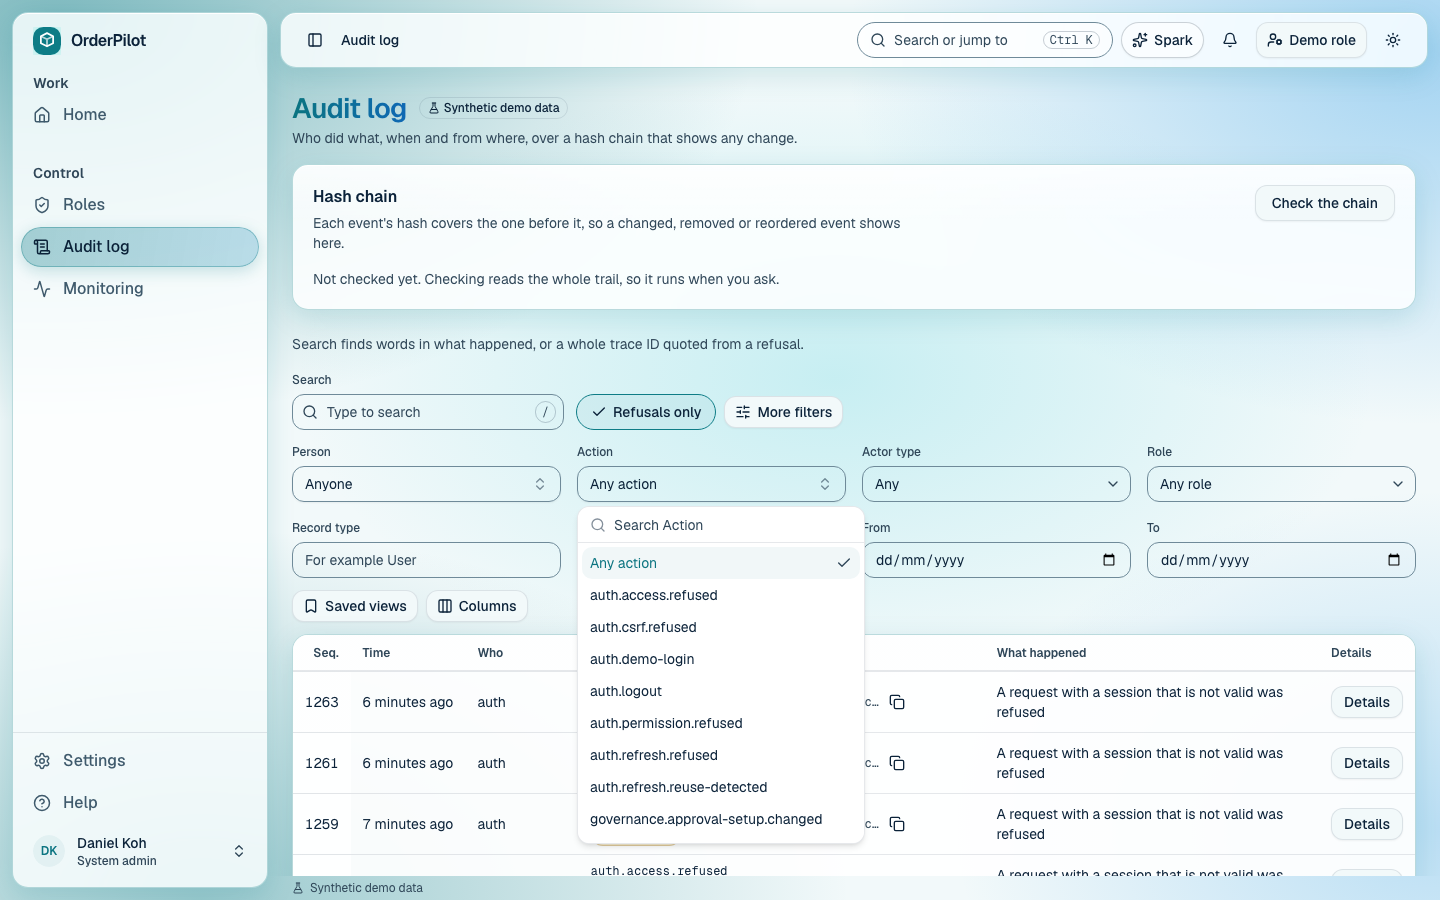 OrderPilot
Work
Home
Control
Roles
Audit log
Monitoring
Settings
Help
DK
Daniel Koh
System admin
Audit log
Search or jump to
Ctrl K
Spark
Demo role
Audit log
Synthetic demo data
Who did what, when and from where, over a hash chain that shows any change.
Hash chain
Check the chain
Each event's hash covers the one before it, so a changed, removed or reordered event shows
here.
Not checked yet. Checking reads the whole trail, so it runs when you ask.
Search finds words in what happened, or a whole trace ID quoted from a refusal.
Search
Type to search
/
Refusals only
More filters
Person
Action
Actor type
Role
Anyone
Any action
Any
Any role
Record type
From
To
For example User
dd/mm/yyyy
dd/mm/yyyy
Search Action
Any action
auth.access.refused
auth.csrf.refused
auth.demo-login
auth.logout
auth.permission.refused
auth.refresh.refused
auth.refresh.reuse-detected
governance.approval-setup.changed
Saved views
Columns
Seq.
Time
Who
What happened
Details
1263
6 minutes ago
auth
c…
A request with a session that is not valid was
refused
Details
1261
6 minutes ago
auth
c…
A request with a session that is not valid was
refused
Details
1259
7 minutes ago
auth
c…
A request with a session that is not valid was
refused
Details
auth.access.refused
A request with a session that is not valid was
Synthetic demo data